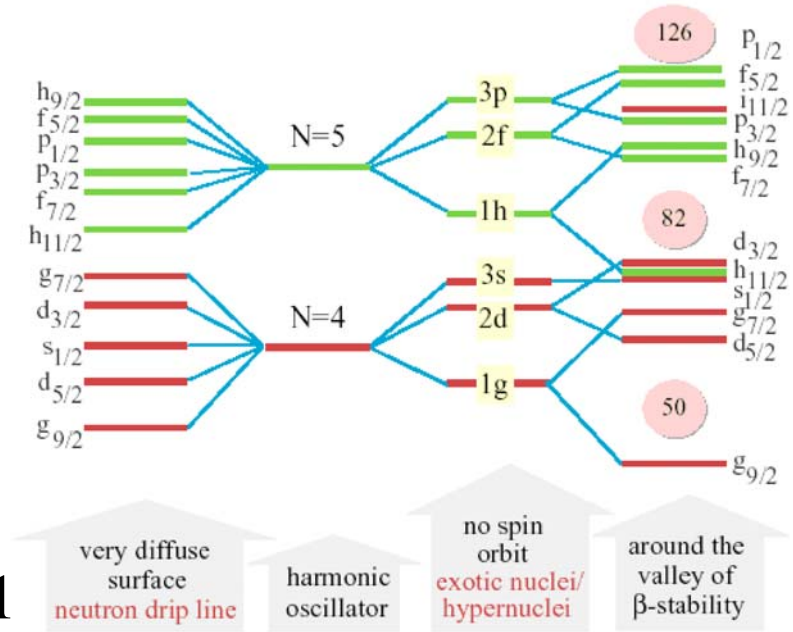 h9/2
f5/2
p1/2
p3/2
f7/2
h11/2
g7/2
d3/2
s1/2
d5/2
g9/2
N=5
N=4
3p
2f
1h
3s
2d
1g
126
p1/2
f5/2
i11/2
p3/2
h9/2
f7/2
82
d3/2
h11/2
s1/2
g7/2
d5/2
50
g9/2
very diffuse
surface
neutron drip line
harmonic
oscillator
no spin
orbit
exotic nuclei/
hypernuclei
around the
valley of
β-stability
1